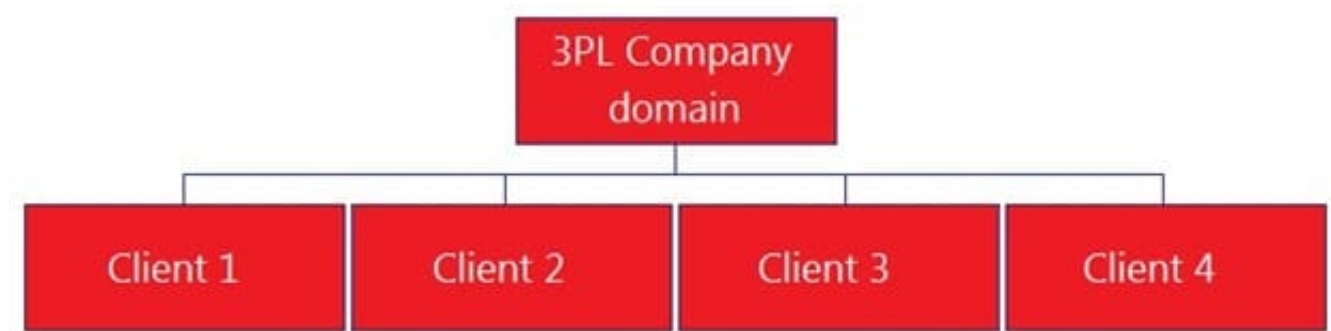 3PL Company
domain
Client 1
Client 2
Client 3
Client 4